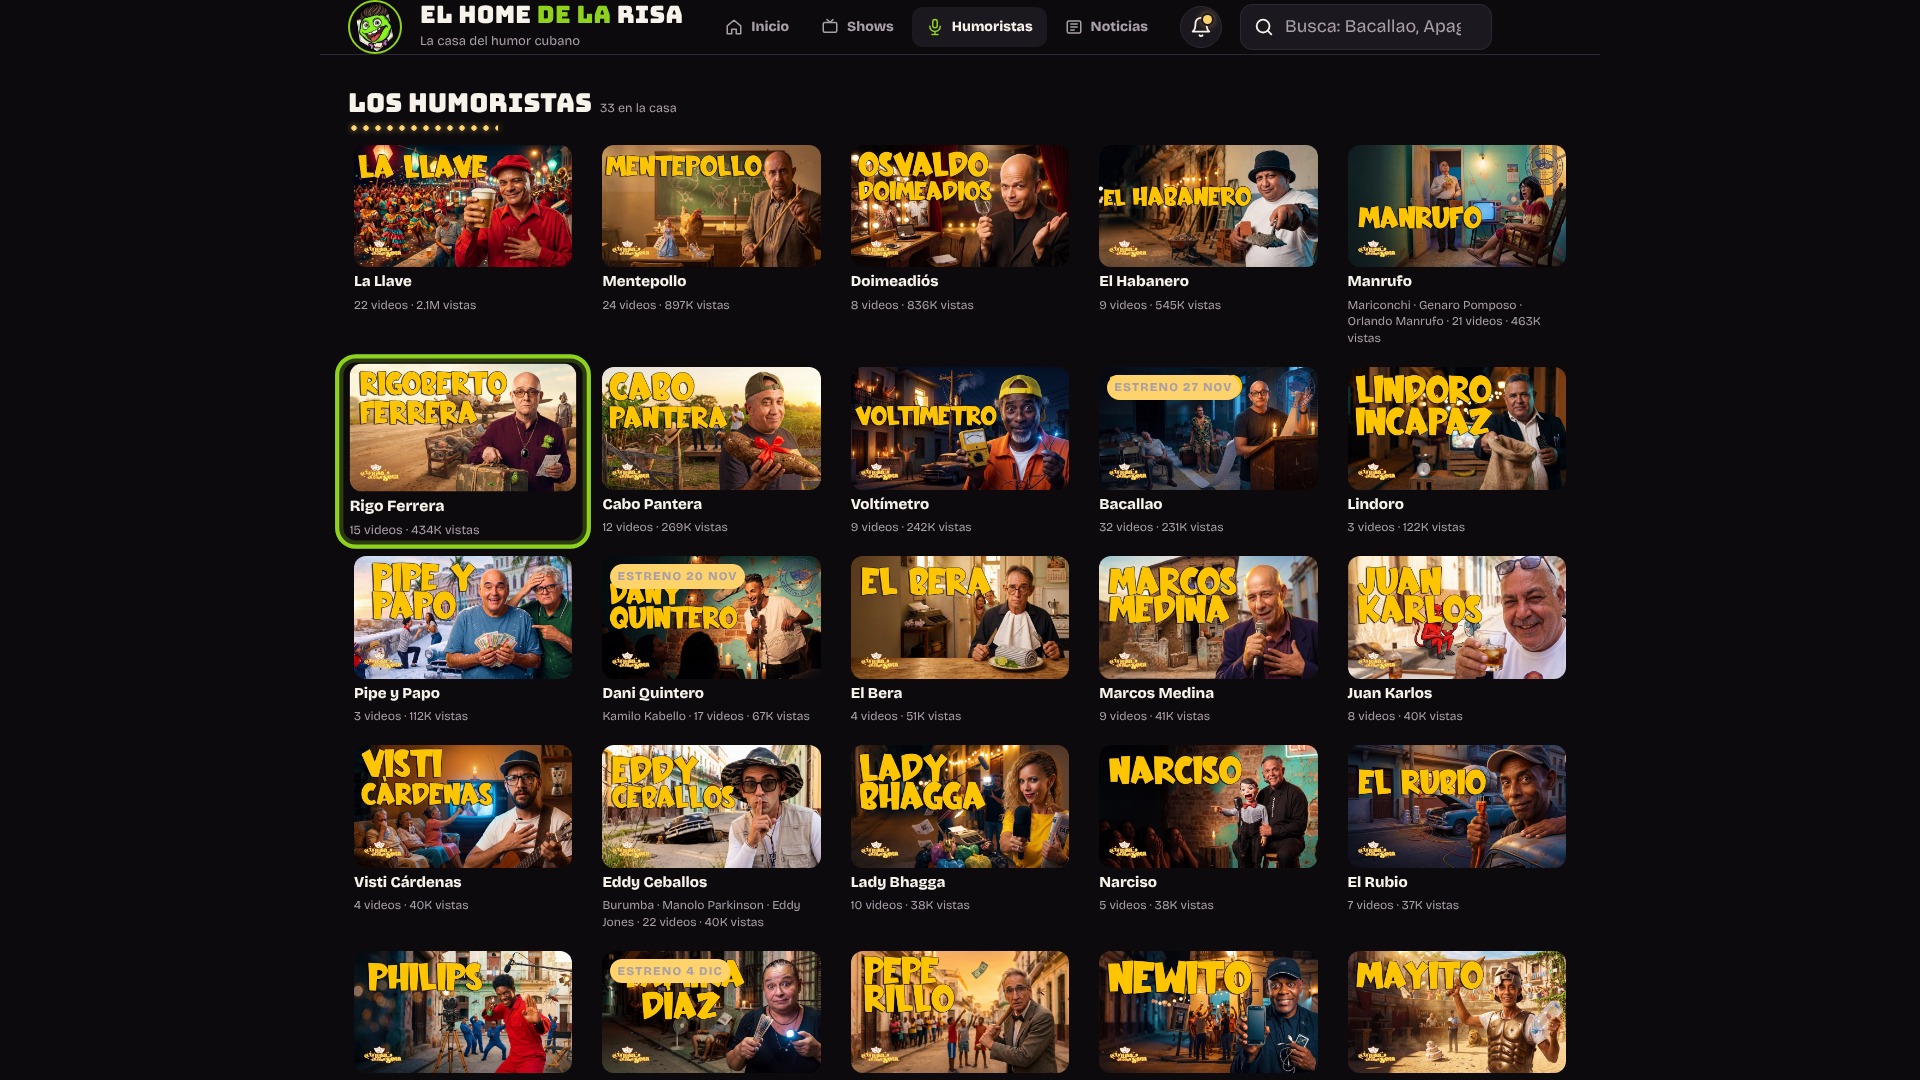 EL HOME DE LA RISA
La casa del humor cubano
Inicio
Shows
Humoristas
Noticias
Busca: Bacallao, Apag
LOS HUMORISTAS
33 en la casa
LA LLAVE
La Llave
22 videos · 2.1M vistas
MENTEPOLLO
Mentepollo
24 videos · 897K vistas
OSVALDO
DOIMEADIOS
Doimeadiós
8 videos · 836K vistas
EL HABANERO
El Habanero
9 videos · 545K vistas
MANRUFO
Manrufo
Mariconchi · Genaro Pomposo ·
Orlando Manrufo · 21 videos · 463K
vistas
RIGOBERTO
FERRERA
Rigo Ferrera
15 videos · 434K vistas
CABO
PANTERA
Cabo Pantera
12 videos · 269K vistas
VOLTIMETRO
Voltímetro
9 videos · 242K vistas
ESTRENO 27 NOV
Bacallao
32 videos · 231K vistas
LINDORO
INCAPAZ
Lindoro
3 videos · 122K vistas
PIPE Y
PAPO
Pipe y Papo
3 videos · 112K vistas
ESTRENO 20 NOV
DANY
QUINTERO
Dani Quintero
Kamilo Kabello · 17 videos · 67K vistas
EL BERA
El Bera
4 videos · 51K vistas
MARCOS
MEDINA
Marcos Medina
9 videos · 41K vistas
JUAN
KARLOS
Juan Karlos
8 videos · 40K vistas
VISTI
CÁRDENAS
Visti Cárdenas
4 videos · 40K vistas
EDDY
CEBALLOS
Eddy Ceballos
Burumba · Manolo Parkinson · Eddy
Jones · 22 videos · 40K vistas
LADY
BHAGGA
Lady Bhagga
10 videos · 38K vistas
NARCISO
Narciso
5 videos · 38K vistas
EL RUBIO
El Rubio
7 videos · 37K vistas
PHILIPS
ESTRENO 4 DIC
DÍAZ
PEPE
RILLO
NEWITO
MAYITO